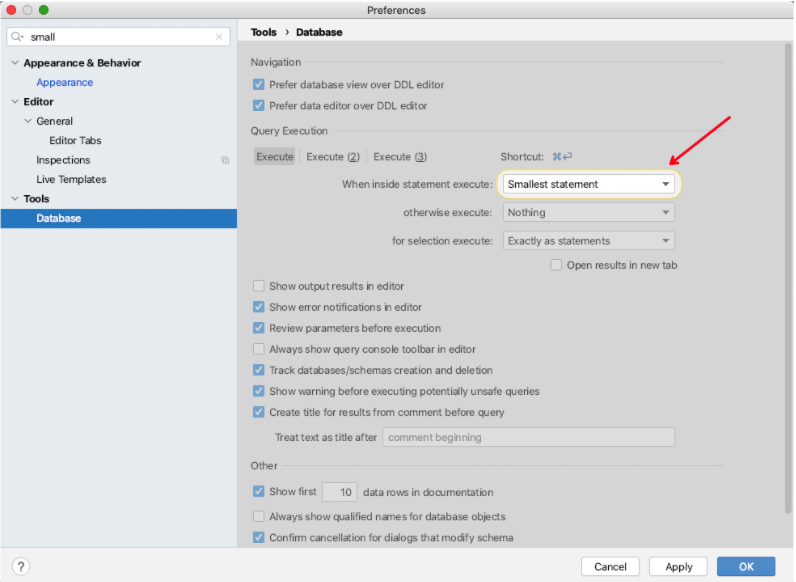 Preferences
small
Appearance & Behavior
Appearance
Editor
General
Editor Tabs
Inspections
Live Templates
Tools
Database
Tools › Database
Navigation
Prefer database view over DDL editor
Prefer data editor over DDL editor
Query Execution
Execute Execute (2) Execute (3) Shortcut: ⌘⏎
When inside statement execute: Smallest statement
otherwise execute: Nothing
for selection execute: Exactly as statements
Open results in new tab
Show output results in editor
Show error notifications in editor
Review parameters before execution
Always show query console toolbar in editor
Track databases/schemas creation and deletion
Show warning before executing potentially unsafe queries
Create title for results from comment before query
Treat text as title after comment beginning
Other
Show first 10 data rows in documentation
Always show qualified names for database objects
Confirm cancellation for dialogs that modify schema
? Cancel Apply OK